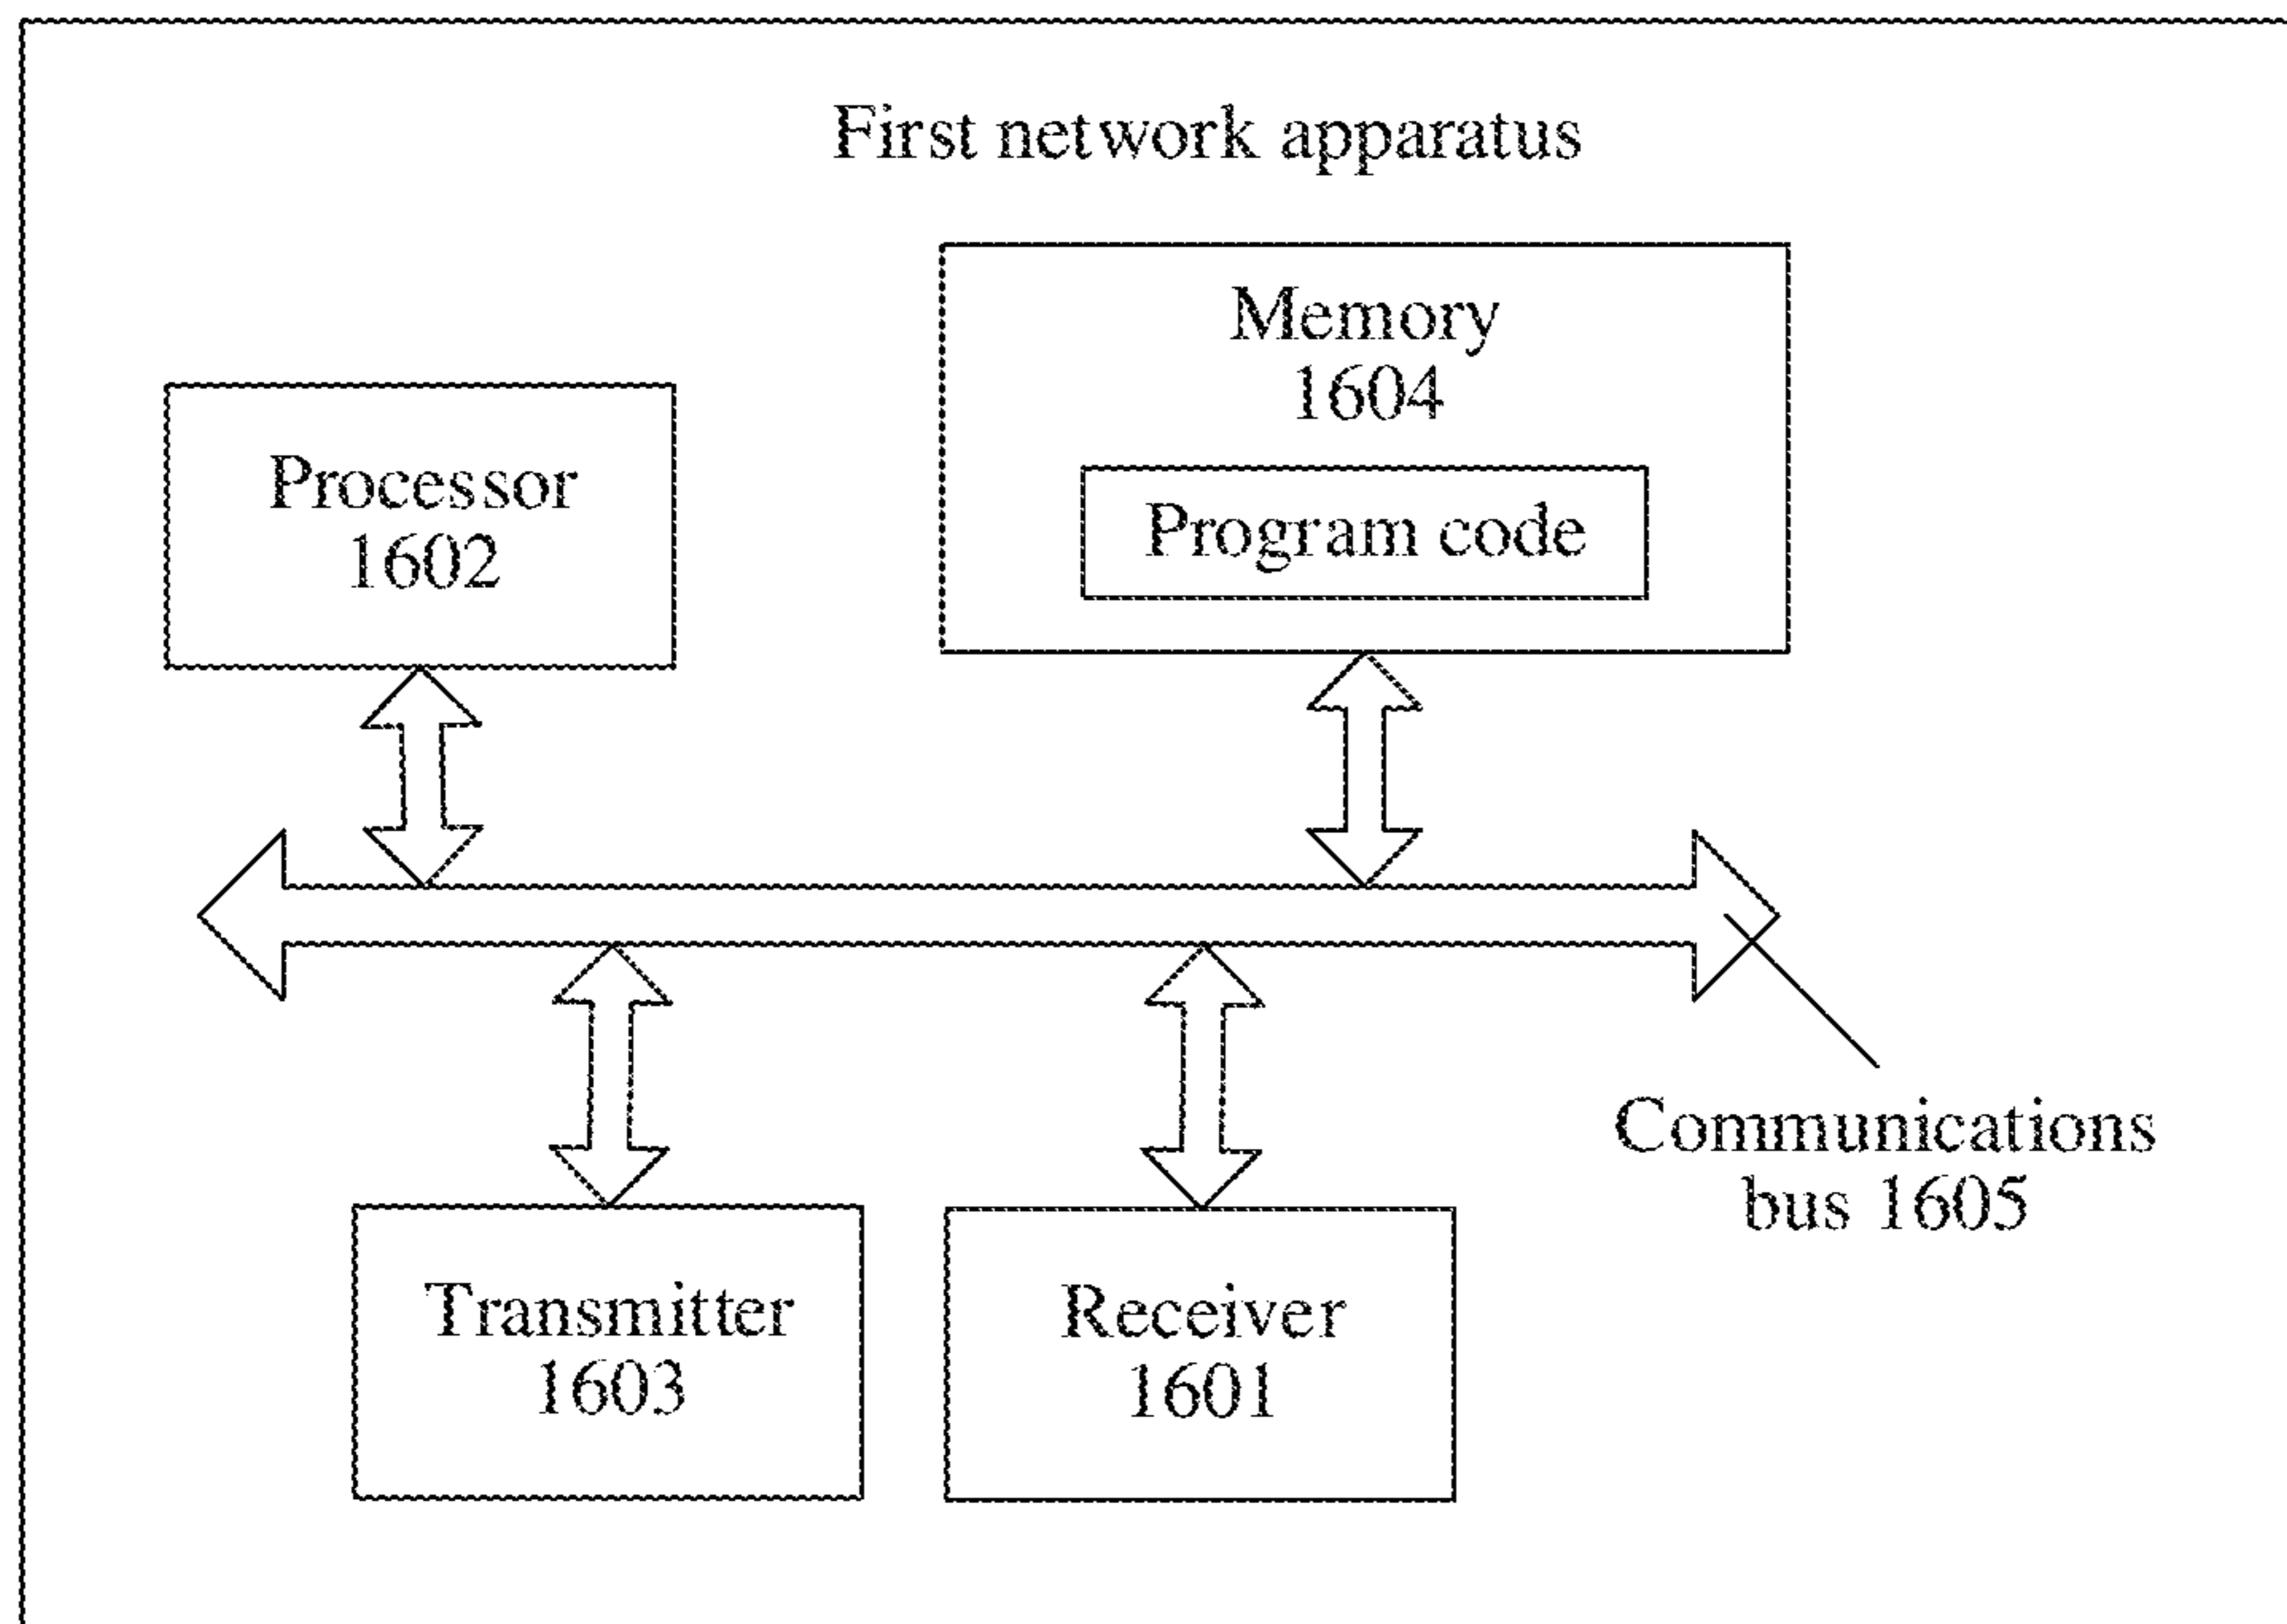 First network apparatus
Memory
1604
Program code
Processor
1602
Communications
bus 1605
Transmitter
1603
Receiver
1601